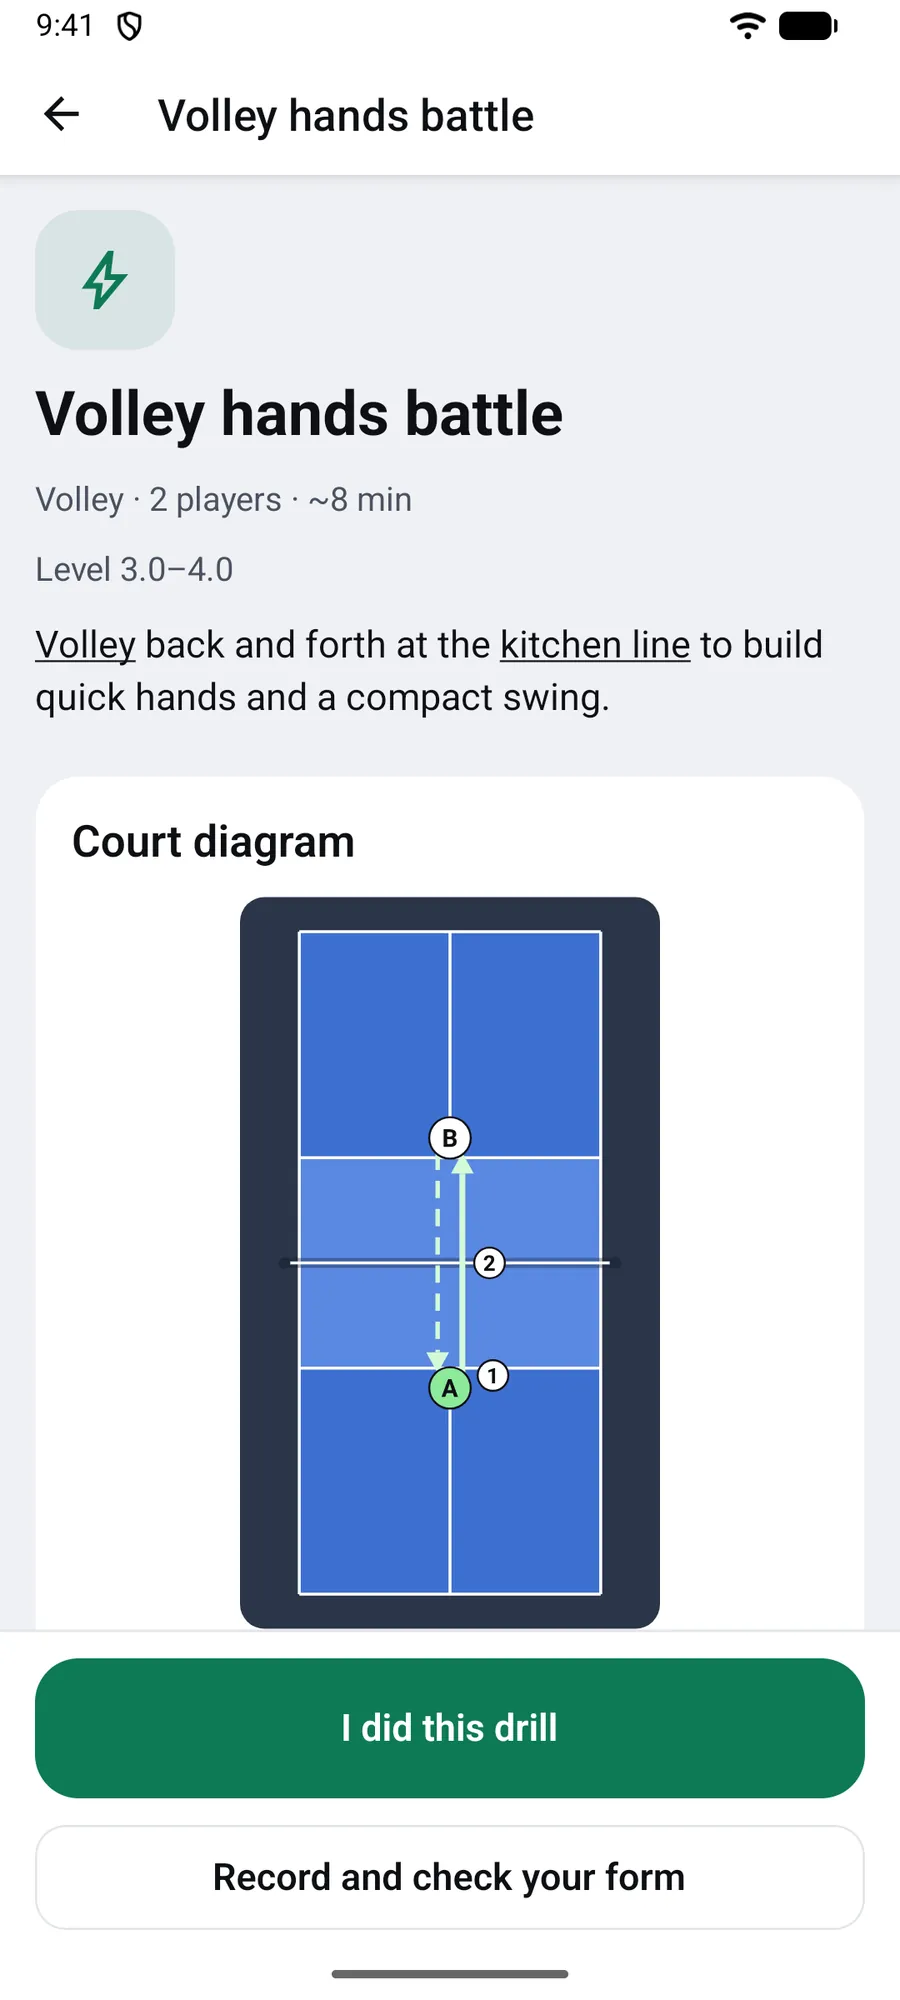 9:41
Volley hands battle
Volley hands battle
Volley · 2 players · ~8 min
Level 3.0–4.0
Volley back and forth at the kitchen line to build
quick hands and a compact swing.
Court diagram
B
2
A
1
I did this drill
Record and check your form